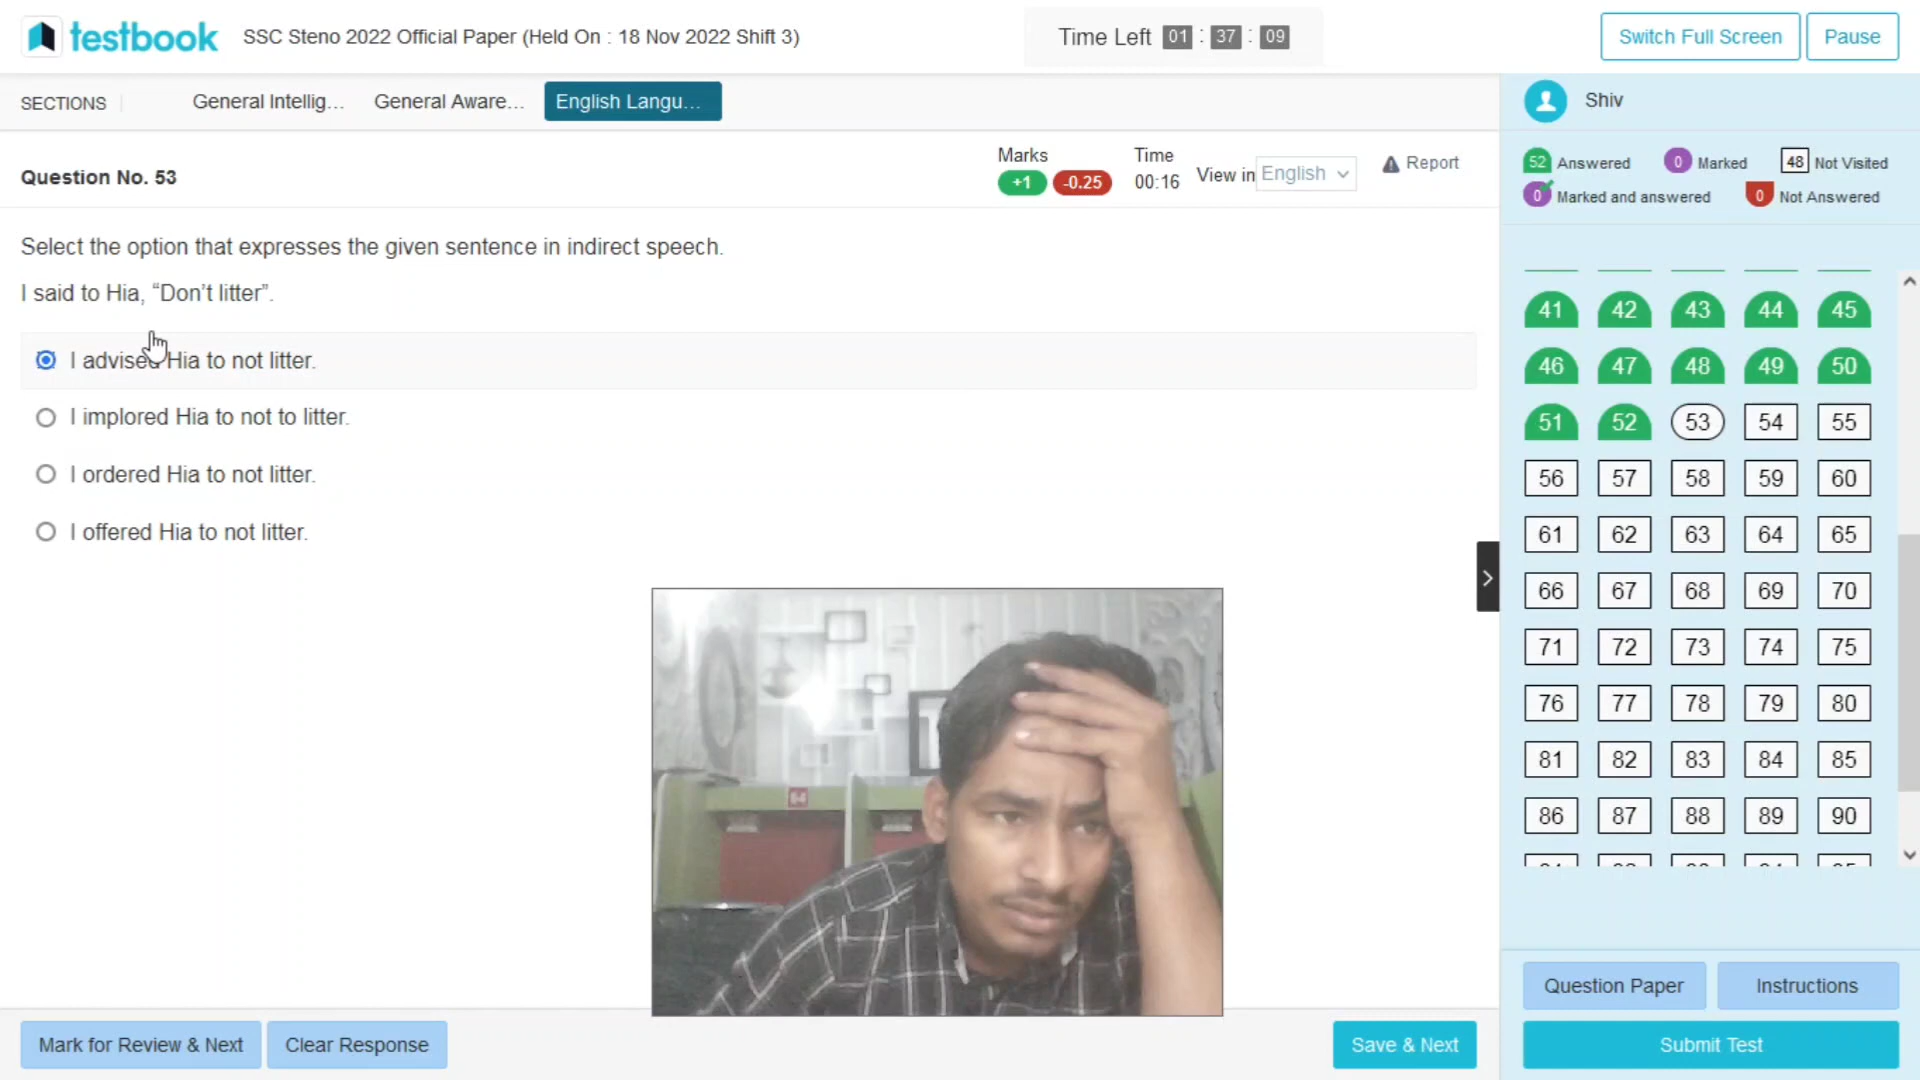 testbook
SSC Steno 2022 Official Paper (Held On : 18 Nov 2022 Shift 3)
Time Left 01 : 37 : 09
Switch Full Screen
Pause
SECTIONS
General Intellig...
General Aware...
English Langu...
Shiv
Question No. 53
Marks
+1
-0.25
Time
00:16
View in English
Report
52 Answered
0 Marked
48 Not Visited
0 Marked and answered
0 Not Answered
Select the option that expresses the given sentence in indirect speech.
I said to Hia, “Don’t litter”.
I advised Hia to not litter.
I implored Hia to not to litter.
I ordered Hia to not litter.
I offered Hia to not litter.
41 42 43 44 45
46 47 48 49 50
51 52 53 54 55
56 57 58 59 60
61 62 63 64 65
66 67 68 69 70
71 72 73 74 75
76 77 78 79 80
81 82 83 84 85
86 87 88 89 90
Question Paper
Instructions
Mark for Review & Next
Clear Response
Save & Next
Submit Test